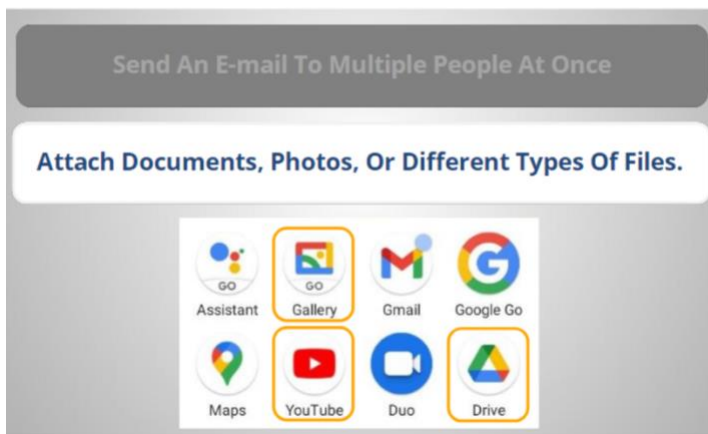 Send An E-mail To Multiple People At Once
Attach Documents, Photos, Or Different Types Of Files.
GO GO
Assistant Gallery Gmail Google Go
Maps YouTube Duo Drive